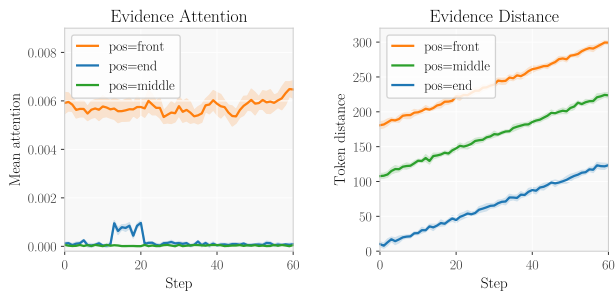 Evidence Attention
0.008
0.006
0.004
0.002
0.000
Mean attention
pos=front
pos=end
pos=middle
0
20
40
60
Step
Evidence Distance
300
250
200
150
100
50
0
Token distance
pos=front
pos=middle
pos=end
0
20
40
60
Step